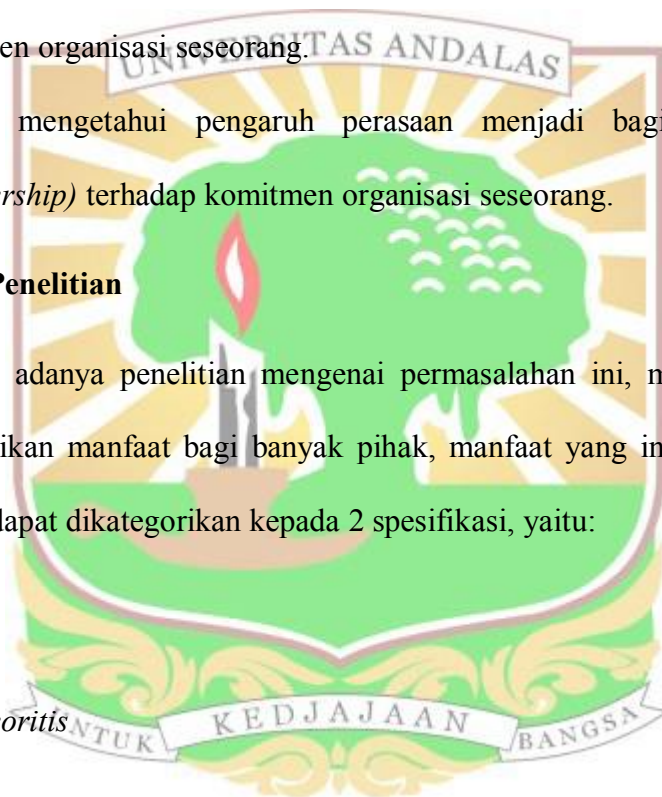 en organisasi seseorang.
UNIVERSITAS ANDALAS
mengetahui pengaruh perasaan menjadi bagi
ership) terhadap komitmen organisasi seseorang.
Penelitian
adanya penelitian mengenai permasalahan ini, m
ikan manfaat bagi banyak pihak, manfaat yang in
dapat dikategorikan kepada 2 spesifikasi, yaitu:
oritis
UNTUK KEDJAJAAN BANGSA